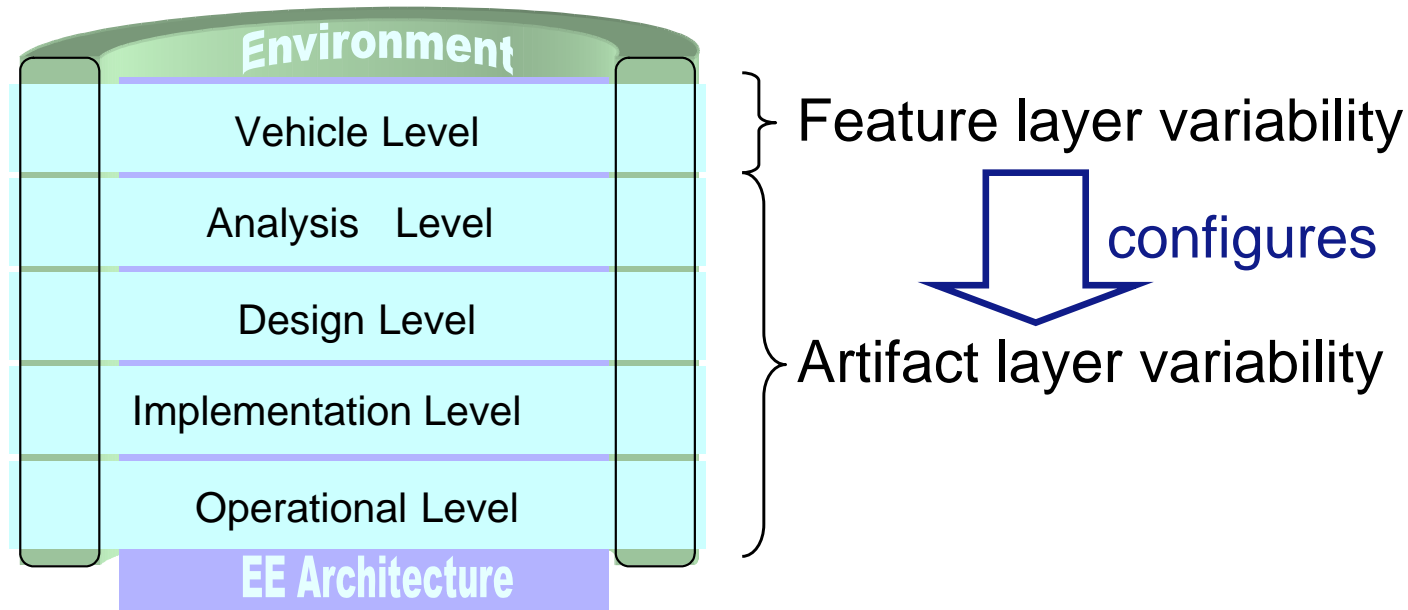 Environment
Vehicle Level
Analysis Level
Design Level
Implementation Level
Operational Level
EE Architecture
Feature layer variability
configures
Artifact layer variability